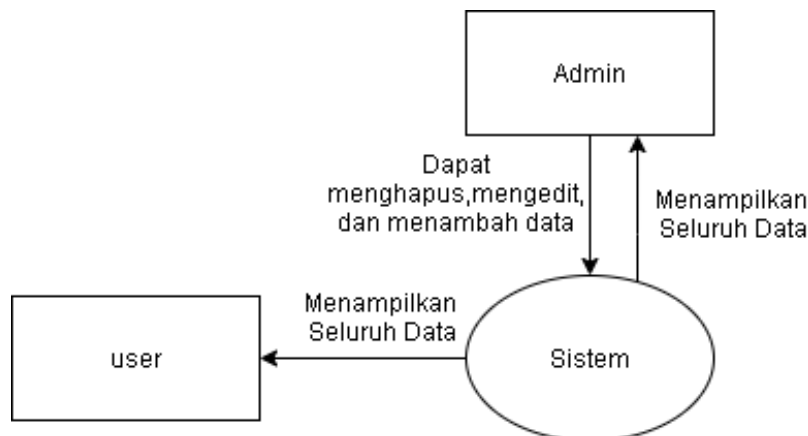 Admin
Dapat
menghapus,mengedit,
dan menambah data
Menampilkan
Seluruh Data
Menampilkan
Seluruh Data
user
Sistem